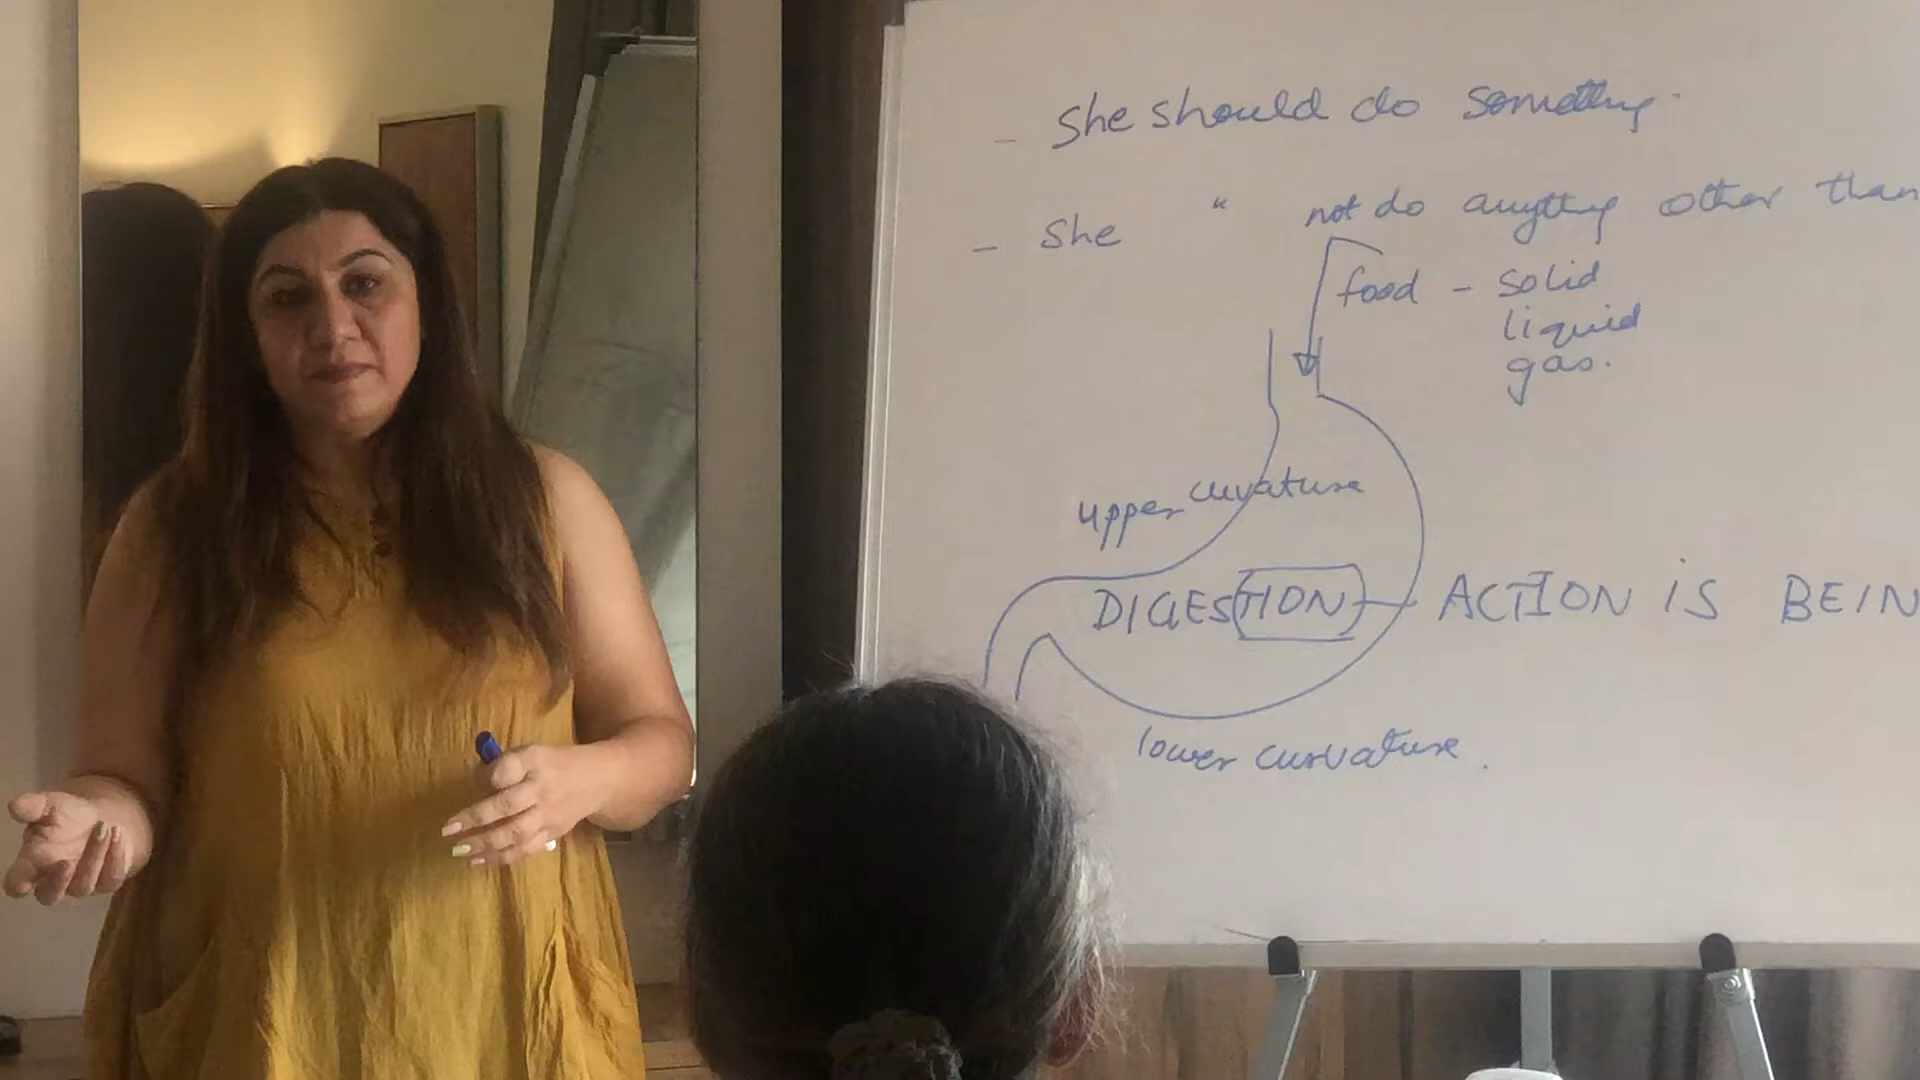 - She should do something.
- She " not do anything other than
food - solid
liquid
gas.
upper curvature
DIGESTION - ACTION IS BEIN
lower curvature.